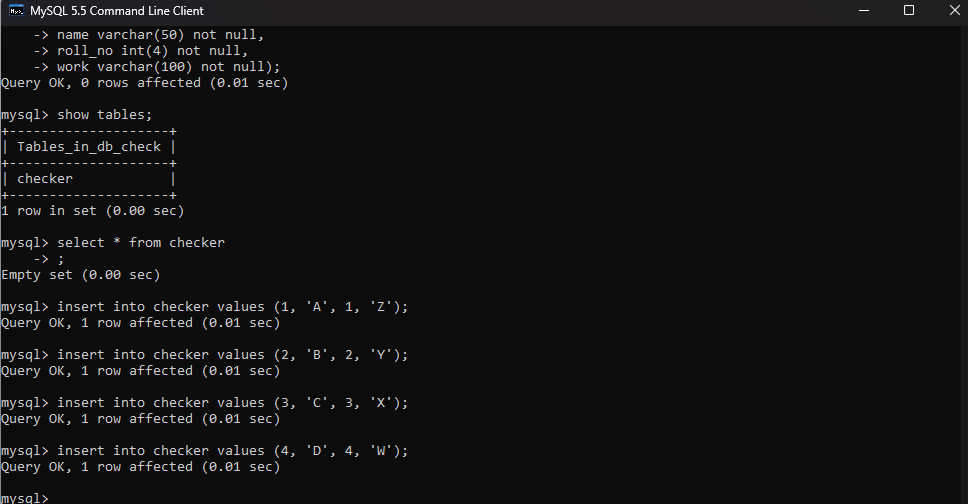 MySQL 5.5 Command Line Client
    -> name varchar(50) not null,
    -> roll_no int(4) not null,
    -> work varchar(100) not null);
Query OK, 0 rows affected (0.01 sec)
mysql> show tables;
+--------------------+
| Tables_in_db_check |
+--------------------+
| checker            |
+--------------------+
1 row in set (0.00 sec)
mysql> select * from checker
    -> ;
Empty set (0.00 sec)
mysql> insert into checker values (1, 'A', 1, 'Z');
Query OK, 1 row affected (0.01 sec)
mysql> insert into checker values (2, 'B', 2, 'Y');
Query OK, 1 row affected (0.01 sec)
mysql> insert into checker values (3, 'C', 3, 'X');
Query OK, 1 row affected (0.01 sec)
mysql> insert into checker values (4, 'D', 4, 'W');
Query OK, 1 row affected (0.01 sec)
mysql>